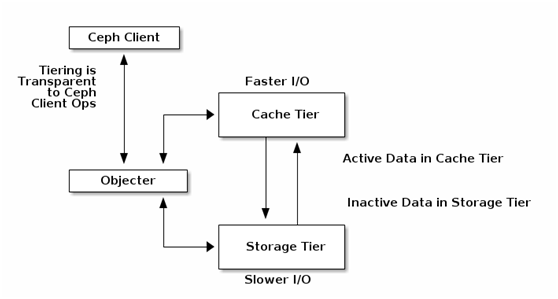 Ceph Client
Tiering is
Transparent
to Ceph
Client Ops
Faster I/O
Cache Tier
Active Data in Cache Tier
Objecter
Inactive Data in Storage Tier
Storage Tier
Slower I/O